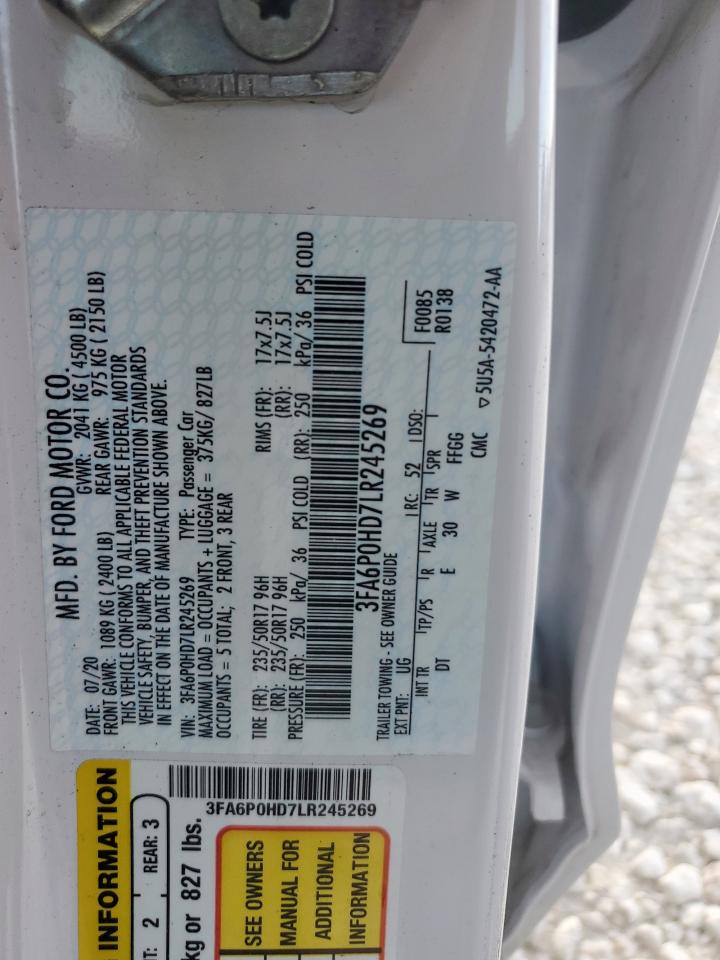 MFD. BY FORD MOTOR CO.
DATE: 07/20 GVWR: 2041 KG ( 4500 LB)
FRONT GAWR: 1089 KG ( 2400 LB) REAR GAWR: 975 KG ( 2150 LB)
THIS VEHICLE CONFORMS TO ALL APPLICABLE FEDERAL MOTOR
VEHICLE SAFETY, BUMPER, AND THEFT PREVENTION STANDARDS
IN EFFECT ON THE DATE OF MANUFACTURE SHOWN ABOVE.
VIN: 3FA6P0HD7LR245269 TYPE: Passenger Car
MAXIMUM LOAD = OCCUPANTS + LUGGAGE = 375KG/ 827LB
OCCUPANTS = 5 TOTAL; 2 FRONT, 3 REAR
TIRE (FR): 235/50R17 96H RIMS (FR): 17x7.5J
(RR): 235/50R17 96H (RR): 17x7.5J
PRESSURE (FR): 250 kPa/ 36 PSI COLD (RR): 250 kPa/ 36 PSI COLD
3FA6P0HD7LR245269
TRAILER TOWING - SEE OWNER GUIDE
EXT PNT: UG RC: 52 DSO: F0085
R0138
INT TR TP/PS R AXLE TR SPR
DT E 30 W FFGG
CMC ▽ 5U5A-5420472-AA
INFORMATION
T: 2 REAR: 3
kg or 827 lbs.
3FA6P0HD7LR245269
SEE OWNERS
MANUAL FOR
ADDITIONAL
INFORMATION